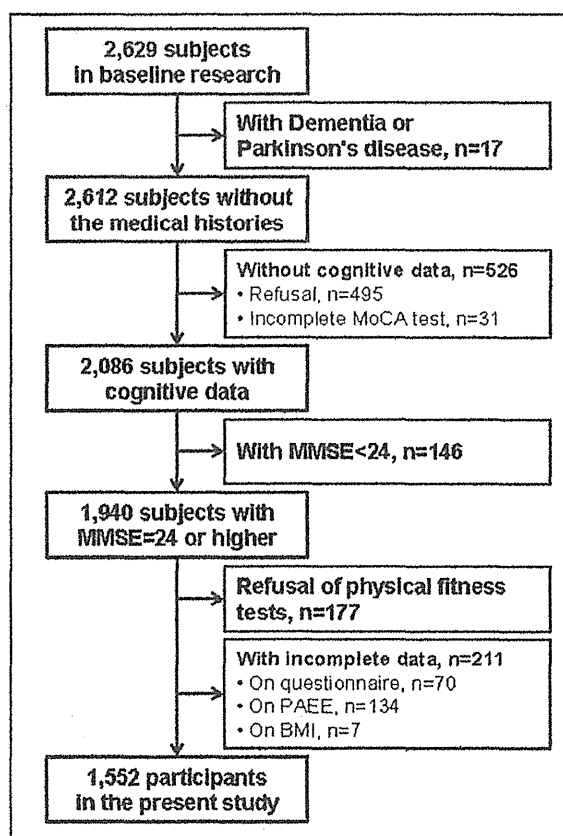 2,629 subjects
in baseline research
With Dementia or
Parkinson's disease, n=17
2,612 subjects without
the medical histories
Without cognitive data, n=526
• Refusal, n=495
• Incomplete MoCA test, n=31
2,086 subjects with
cognitive data
With MMSE<24, n=146
1,940 subjects with
MMSE=24 or higher
Refusal of physical fitness
tests, n=177
With incomplete data, n=211
• On questionnaire, n=70
• On PAEE, n=134
• On BMI, n=7
1,552 participants
in the present study